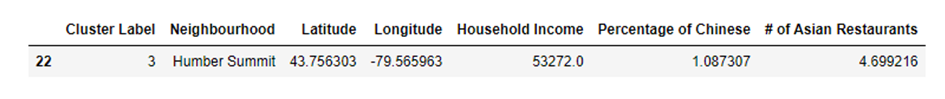 Cluster Label Neighbourhood Latitude Longitude Household Income Percentage of Chinese # of Asian Restaurants
22 3 Humber Summit 43.756303 -79.565963 53272.0 1.087307 4.699216